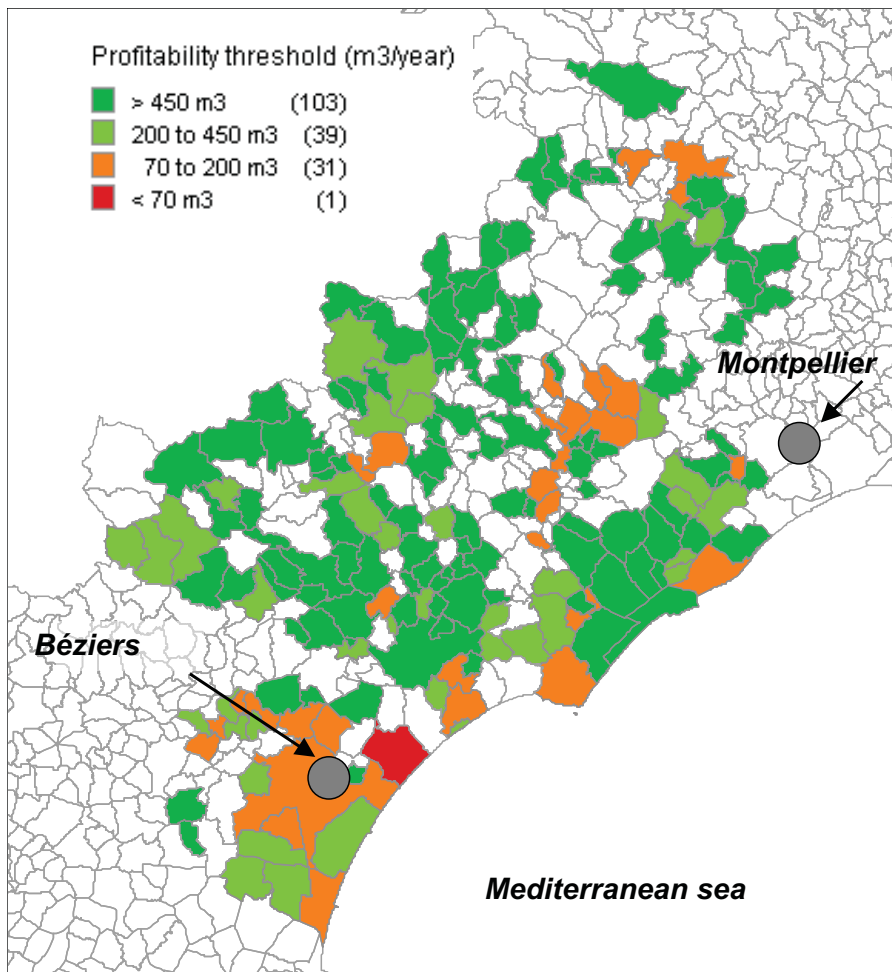 Profitability threshold (m3/year)
> 450 m3 (103)
200 to 450 m3 (39)
70 to 200 m3 (31)
< 70 m3 (1)
Montpellier
Béziers
Mediterranean sea